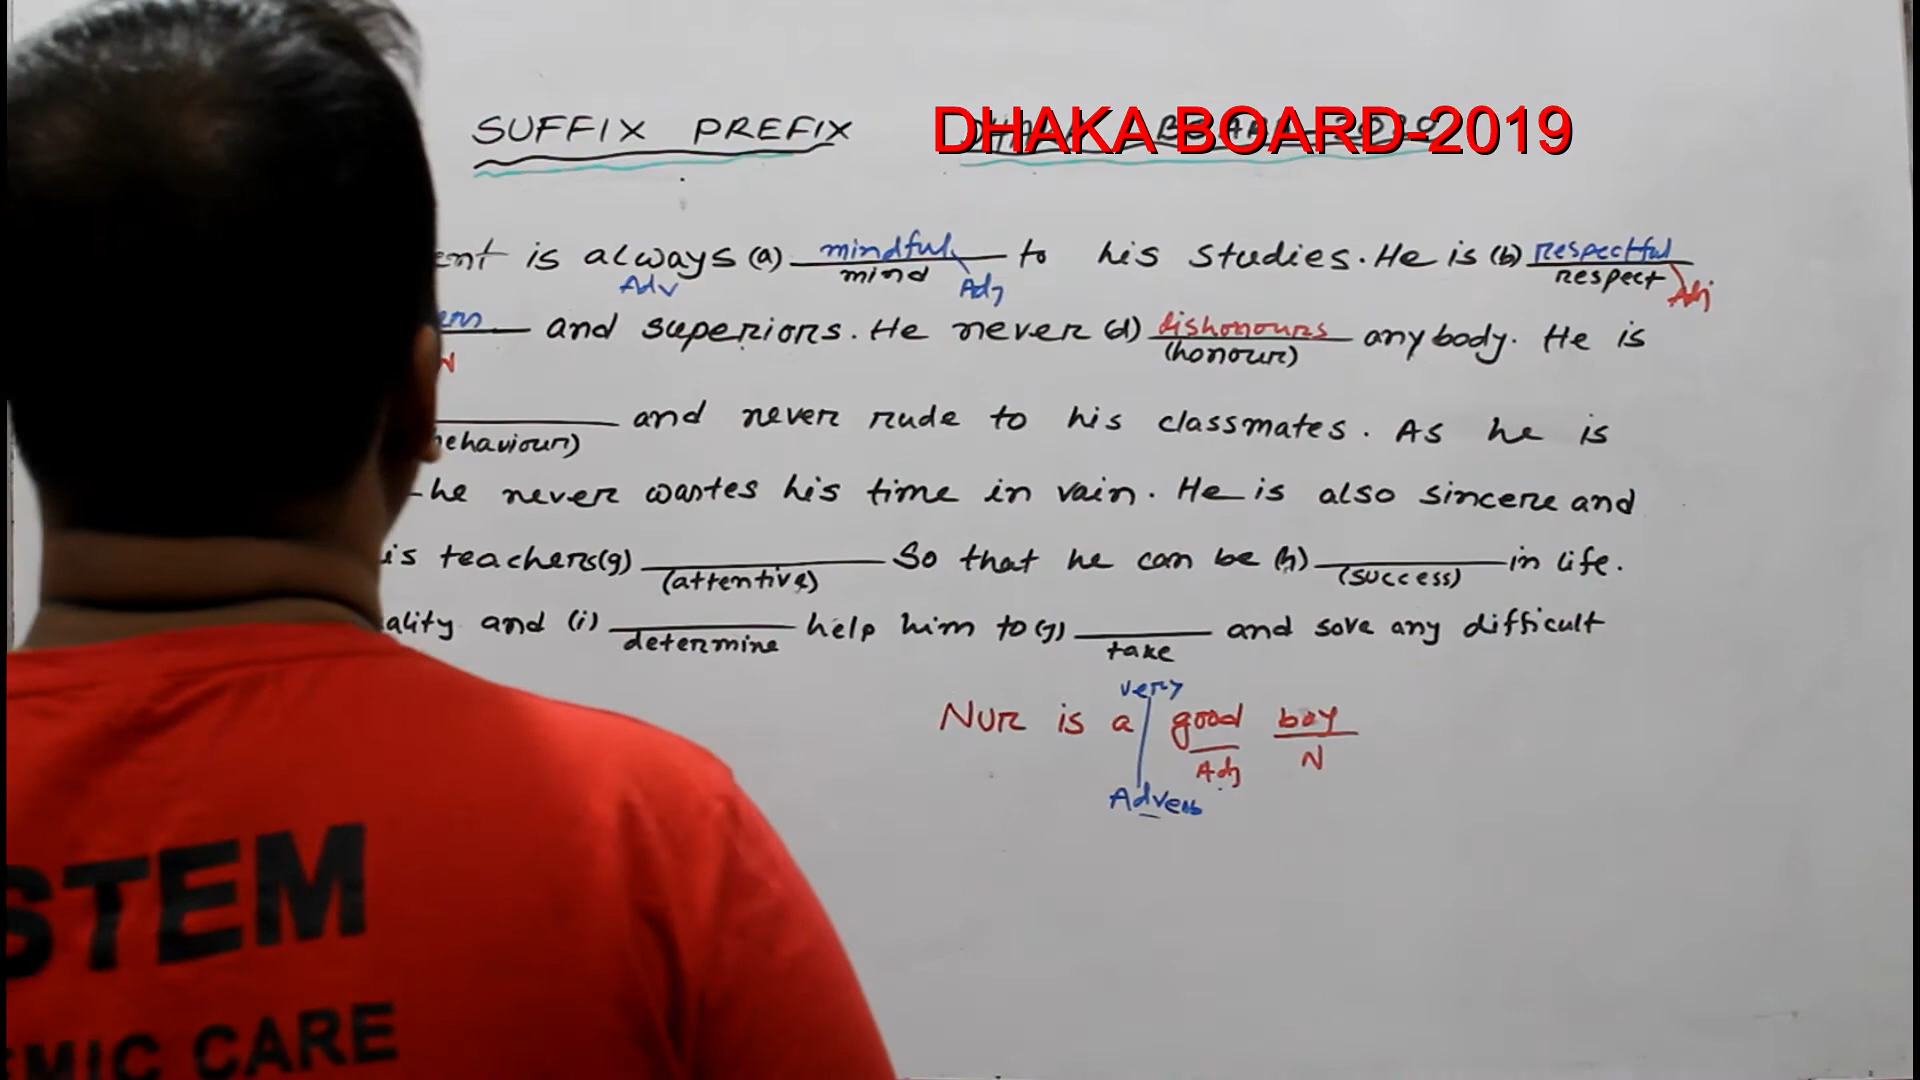 SUFFIX PREFIX DHAKA BOARD-2019
ent is always (a) mindful to his studies. He is (b) respectful
Adv mind Adj respect Adj
ers and superiors. He never (d) dishonours anybody. He is
N (honour)
and never rude to his classmates. As he is
behaviour)
he never wastes his time in vain. He is also sincere and
is teachers (g) So that he can be (h) in life.
(attentive) (success)
ality and (i) help him to (j) and sove any difficult
determine take
very
Nur is a good boy
Adj N
Adverb
STEM
EMIC CARE